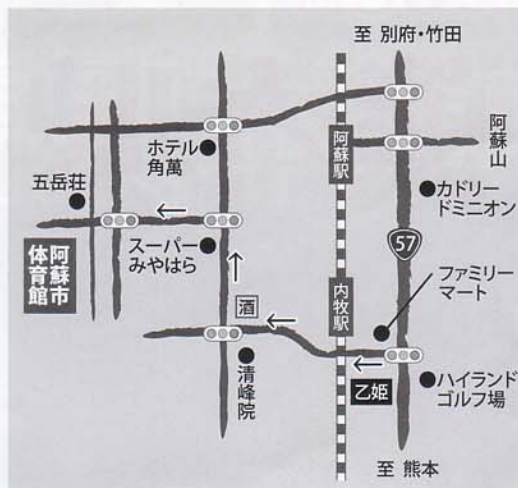 至 別府・竹田
ホテル
角萬
阿蘇駅
阿蘇山
五岳荘
カドリー
ドミニオン
阿蘇市
体育館
スーパー
みやはら
57
ファミリー
マート
内牧駅
酒
清峰院
乙姫
ハイランド
ゴルフ場
至 熊本